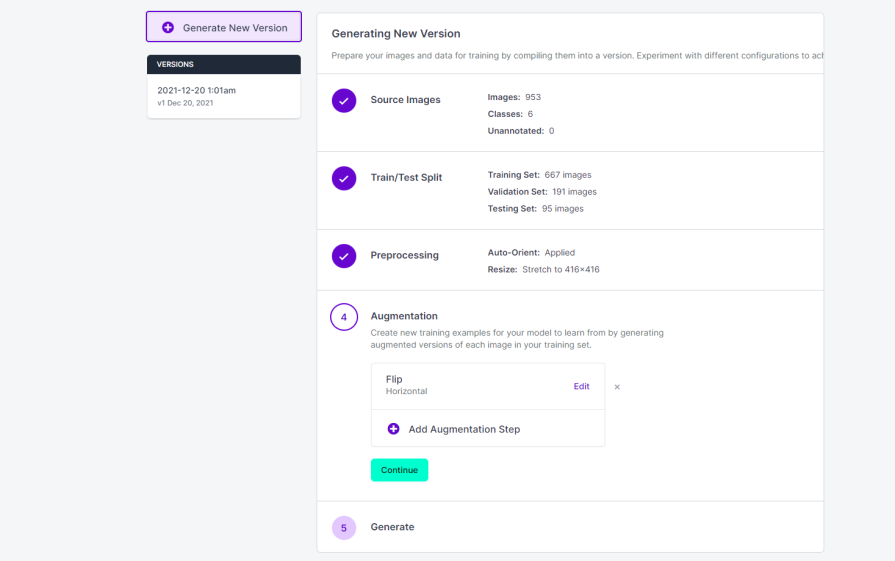 Generate New Version
VERSIONS
2021-12-20 1:01am
v1 Dec 20, 2021
Generating New Version
Prepare your images and data for training by compiling them into a version. Experiment with different configurations to
Source Images
Images: 953
Classes: 6
Unannotated: 0
Train/Test Split
Training Set: 667 images
Validation Set: 191 images
Testing Set: 95 images
Preprocessing
Auto-Orient: Applied
Resize: Stretch to 416×416
4
Augmentation
Create new training examples for your model to learn from by generating
augmented versions of each image in your training set.
Flip
Horizontal
Edit
×
Add Augmentation Step
Continue
5
Generate